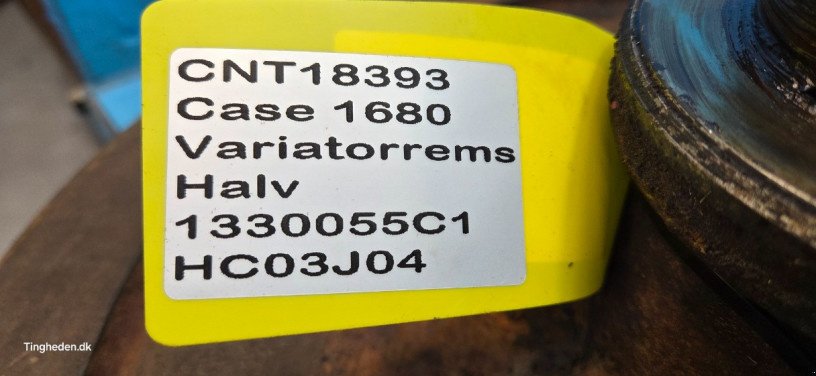 CNT18393
Case 1680
Variatorrems
Halv
1330055C1
HC03J04
Tingheden.dk